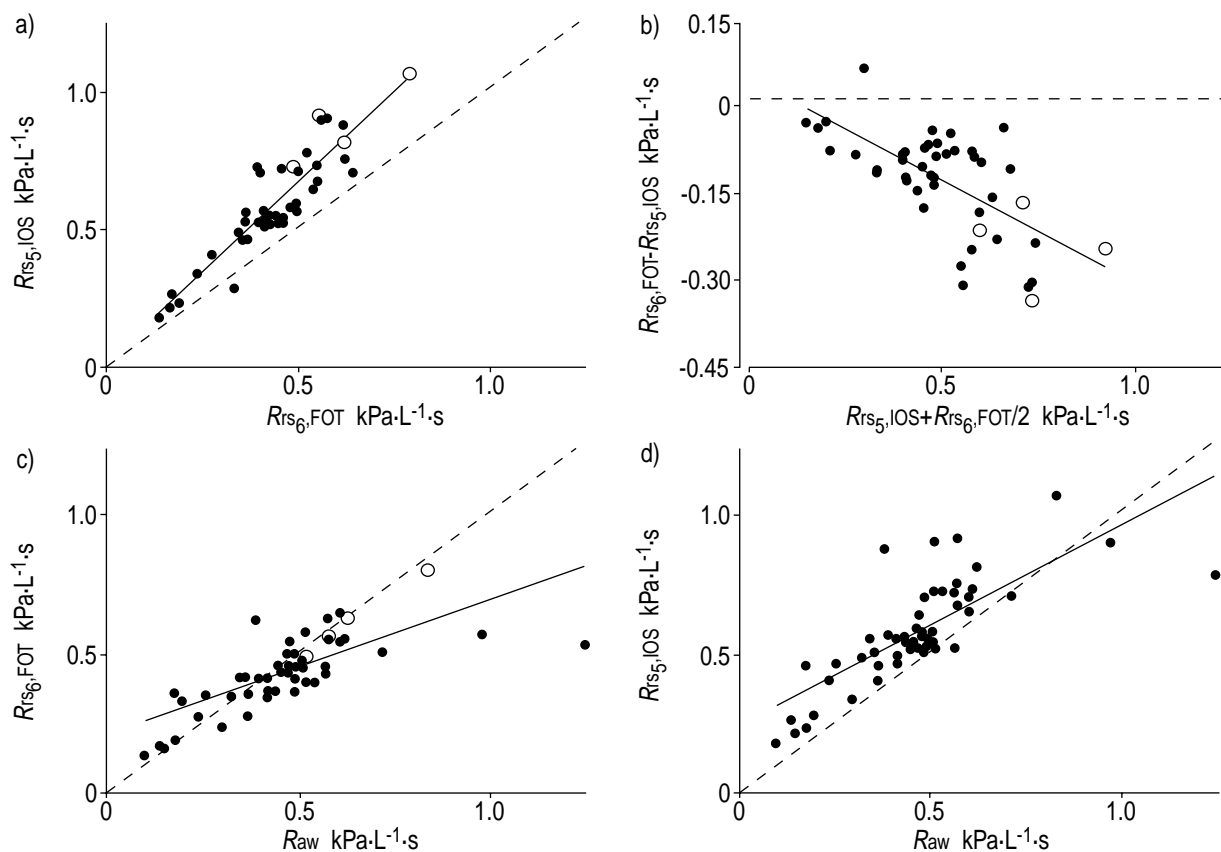 a)
1.0
0.5
0
0
0.5
1.0
Rrs5,IOS kPa·L-1·s
Rrs6,FOT kPa·L-1·s
b)
0.15
0
-0.15
-0.30
-0.45
0
0.5
1.0
Rrs6,FOT-Rrs5,IOS kPa·L-1·s
Rrs5,IOS+Rrs6,FOT/2 kPa·L-1·s
c)
1.0
0.5
0
0
0.5
1.0
Rrs6,FOT kPa·L-1·s
Raw kPa·L-1·s
d)
1.0
0.5
0
0
0.5
1.0
Rrs5,IOS kPa·L-1·s
Raw kPa·L-1·s